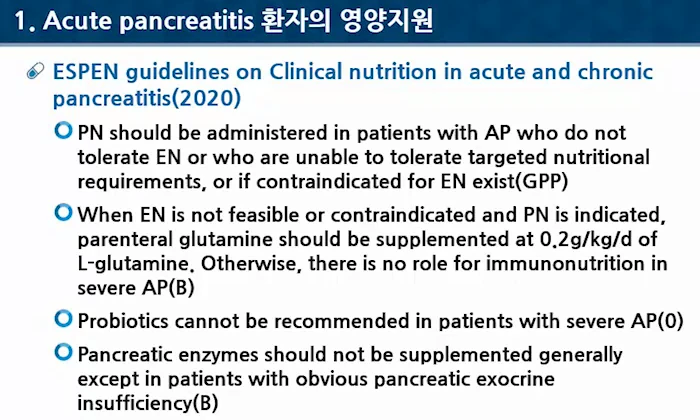 1. Acute pancreatitis 환자의 영양지원
ESPEN guidelines on Clinical nutrition in acute and chronic
pancreatitis(2020)
PN should be administered in patients with AP who do not
tolerate EN or who are unable to tolerate targeted nutritional
requirements, or if contraindicated for EN exist(GPP)
When EN is not feasible or contraindicated and PN is indicated,
parenteral glutamine should be supplemented at 0.2g/kg/d of
L-glutamine. Otherwise, there is no role for immunonutrition in
severe AP(B)
Probiotics cannot be recommended in patients with severe AP(0)
Pancreatic enzymes should not be supplemented generally
except in patients with obvious pancreatic exocrine
insufficiency(B)